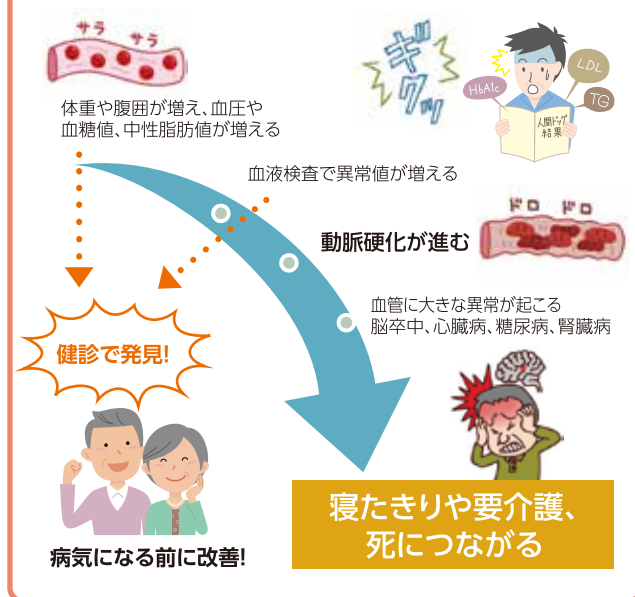 サラ サラ
ギクッ
HbA1c
LDL
TG
人間ドック
結果
体重や腹囲が増え、血圧や
血糖値、中性脂肪値が増える
血液検査で異常値が増える
ドロ ドロ
動脈硬化が進む
血管に大きな異常が起こる
脳卒中、心臓病、糖尿病、腎臓病
健診で発見!
病気になる前に改善!
寝たきりや要介護、
死につながる